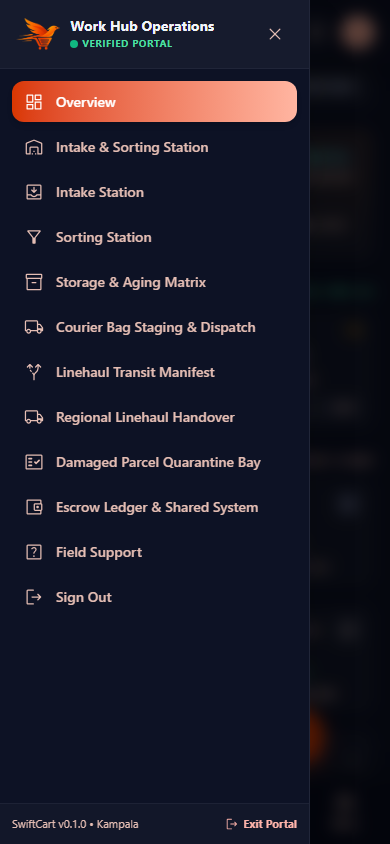 Work Hub Operations
VERIFIED PORTAL
Overview
Intake & Sorting Station
Intake Station
Sorting Station
Storage & Aging Matrix
Courier Bag Staging & Dispatch
Linehaul Transit Manifest
Regional Linehaul Handover
Damaged Parcel Quarantine Bay
Escrow Ledger & Shared System
Field Support
Sign Out
SwiftCart v0.1.0 • Kampala
Exit Portal